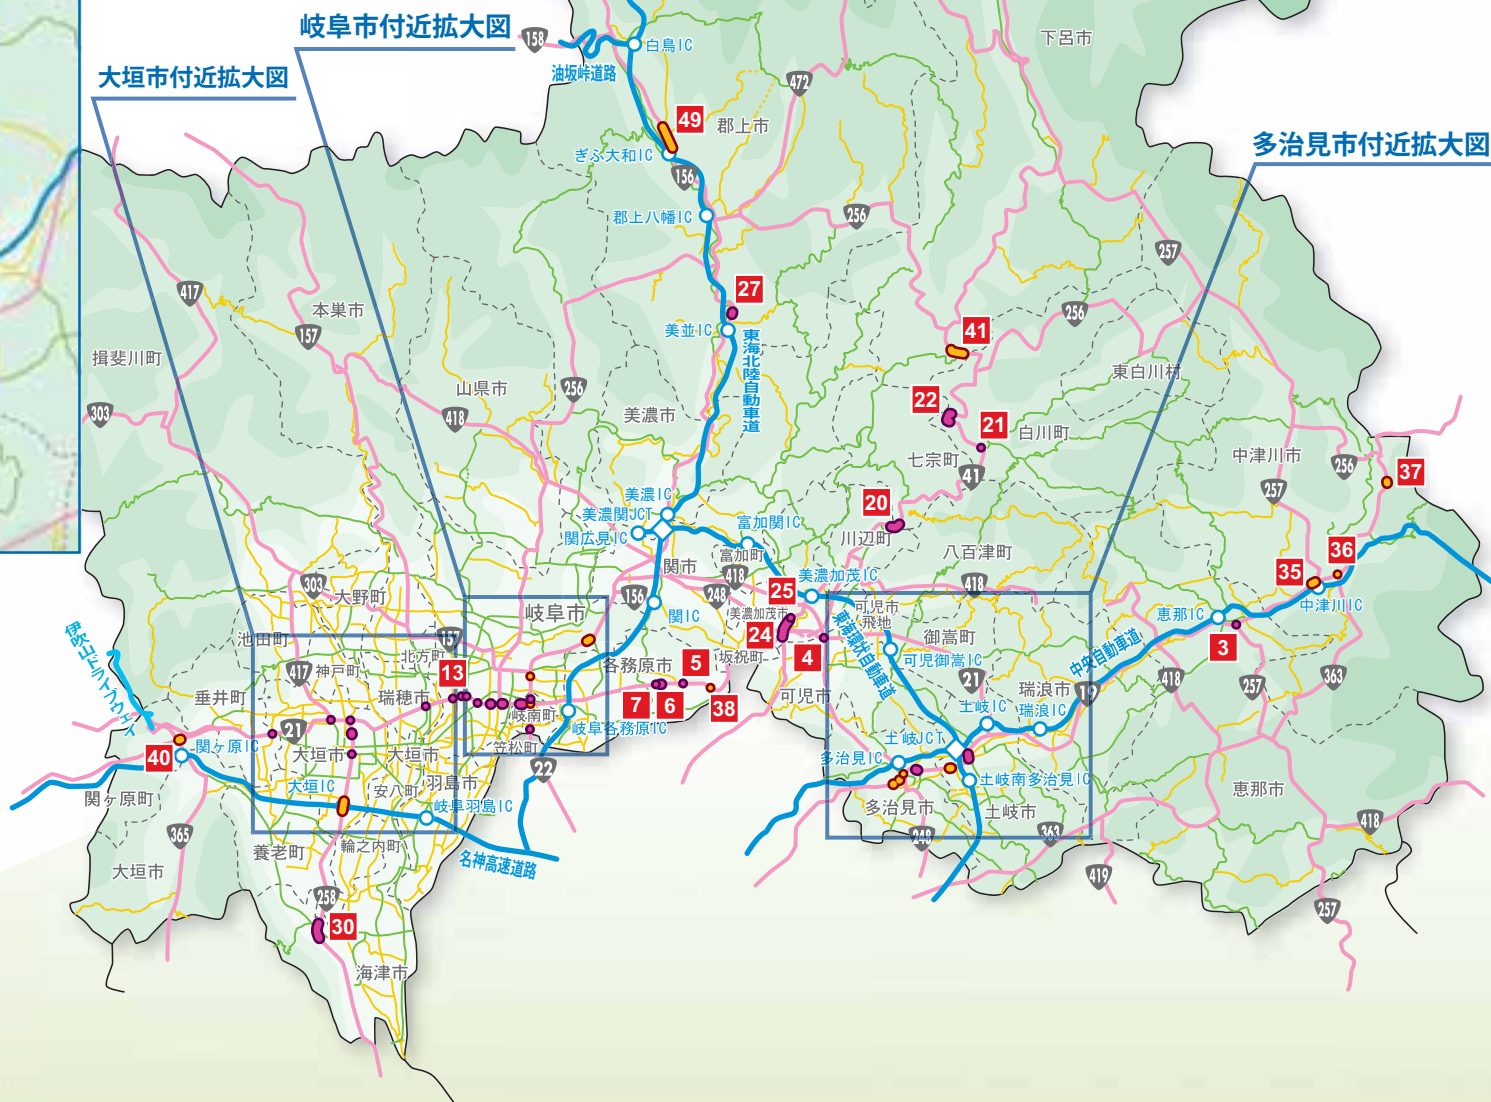 岐阜市付近拡大図
大垣市付近拡大図
多治見市付近拡大図
158
白鳥IC
油坂峠道路
下呂市
472
49
郡上市
ぎふ大和IC
156
郡上八幡IC
256
257
417
本巣市
157
27
美並IC
東海北陸自動車道
256
41
揖斐川町
303
山県市
418
256
美濃市
東白川村
22
21
白川町
七宗町
41
中津川市
256
257
37
美濃IC
美濃関JCT
関広見IC
富加関IC
富加町
20
川辺町
八百津町
36
35
中津川IC
303
大野町
関市
418
248
156
25
美濃加茂IC
418
関IC
美濃加茂市
24
可児市
飛地
恵那IC
3
岐阜市
伊吹山ドライブウェイ
池田町
157
北方町
13
417
神戸町
瑞穂市
垂井町
各務原市
5
坂祝町
4
7
6
38
東海環状自動車道
御嵩町
可児御嵩IC
中央自動車道
可児市
21
瑞浪市
19
418
257
363
岐南町
岐阜各務原IC
笠松町
土岐IC
瑞浪IC
土岐JCT
多治見IC
21
40
関ヶ原IC
大垣市
大垣市
22
羽島市
安八町
大垣IC
岐阜羽島IC
関ヶ原町
土岐南多治見IC
多治見市
土岐市
恵那市
365
248
363
418
養老町
輪之内町
名神高速道路
大垣市
419
258
30
257
海津市